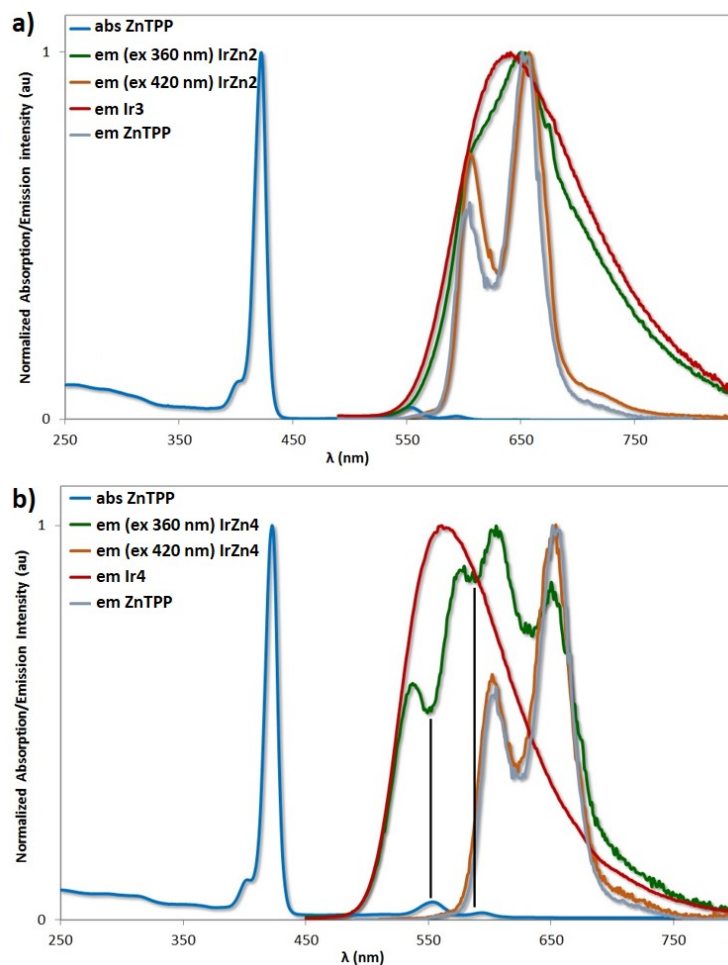 a)
Normalized Absorption/Emission intensity (au)
abs ZnTPP
em (ex 360 nm) IrZn2
em (ex 420 nm) IrZn2
em Ir3
em ZnTPP
1
0
250
350
450
550
650
750
λ (nm)
b)
Normalized Absorption/Emission Intensity (au)
abs ZnTPP
em (ex 360 nm) IrZn4
em (ex 420 nm) IrZn4
em Ir4
em ZnTPP
1
0
250
350
450
550
650
750
λ (nm)